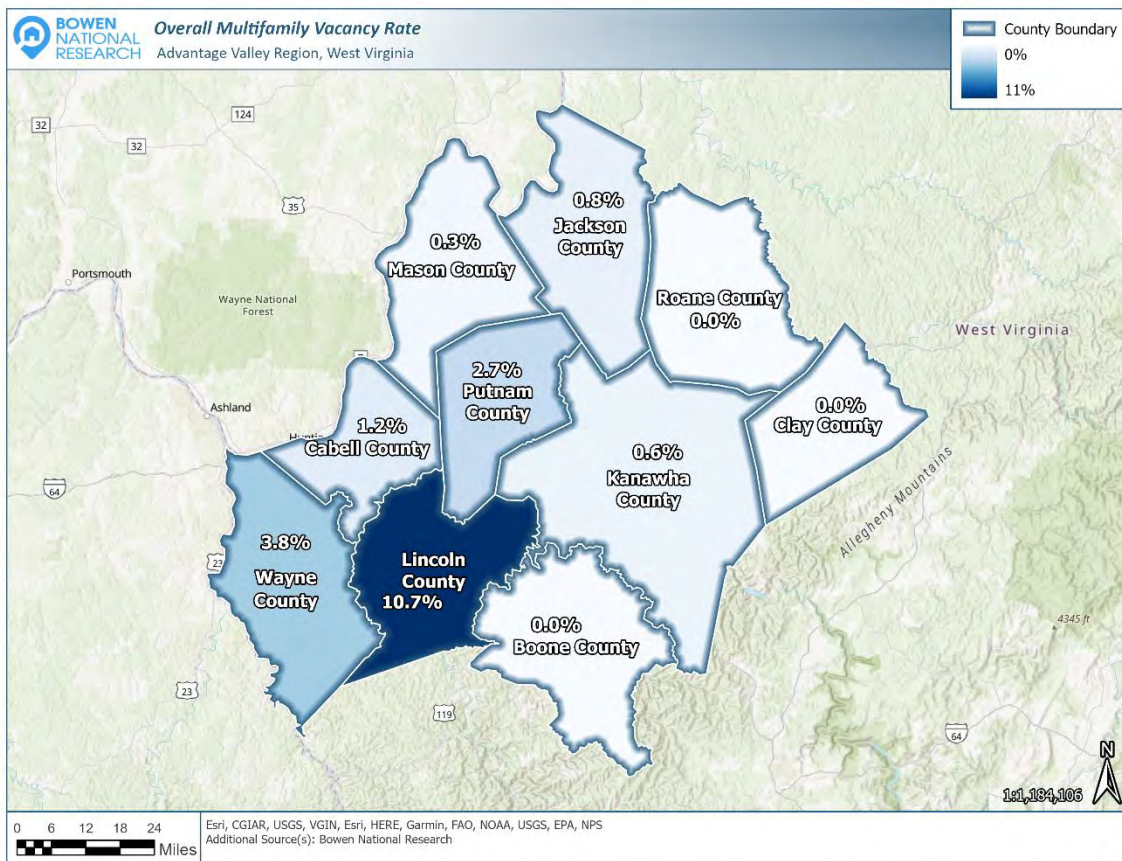 BOWEN
NATIONAL
RESEARCH
Overall Multifamily Vacancy Rate
Advantage Valley Region, West Virginia
County Boundary
0%
11%
32
124
32
35
Portsmouth
Wayne National
Forest
0.3%
Mason County
0.8%
Jackson
County
Roane County
0.0%
West Virginia
2.7%
Putnam
County
Ashland
1.2%
Cabell County
0.0%
Clay County
0.6%
Kanawha
County
64
Allegheny Mountains
23
3.8%
Wayne
County
Lincoln
County
10.7%
0.0%
Boone County
4345 ft
23
119
64
N
1:1,184,106
0 6 12 18 24
Miles
Esri, CGIAR, USGS, VGIN, Esri, HERE, Garmin, FAO, NOAA, USGS, EPA, NPS
Additional Source(s): Bowen National Research